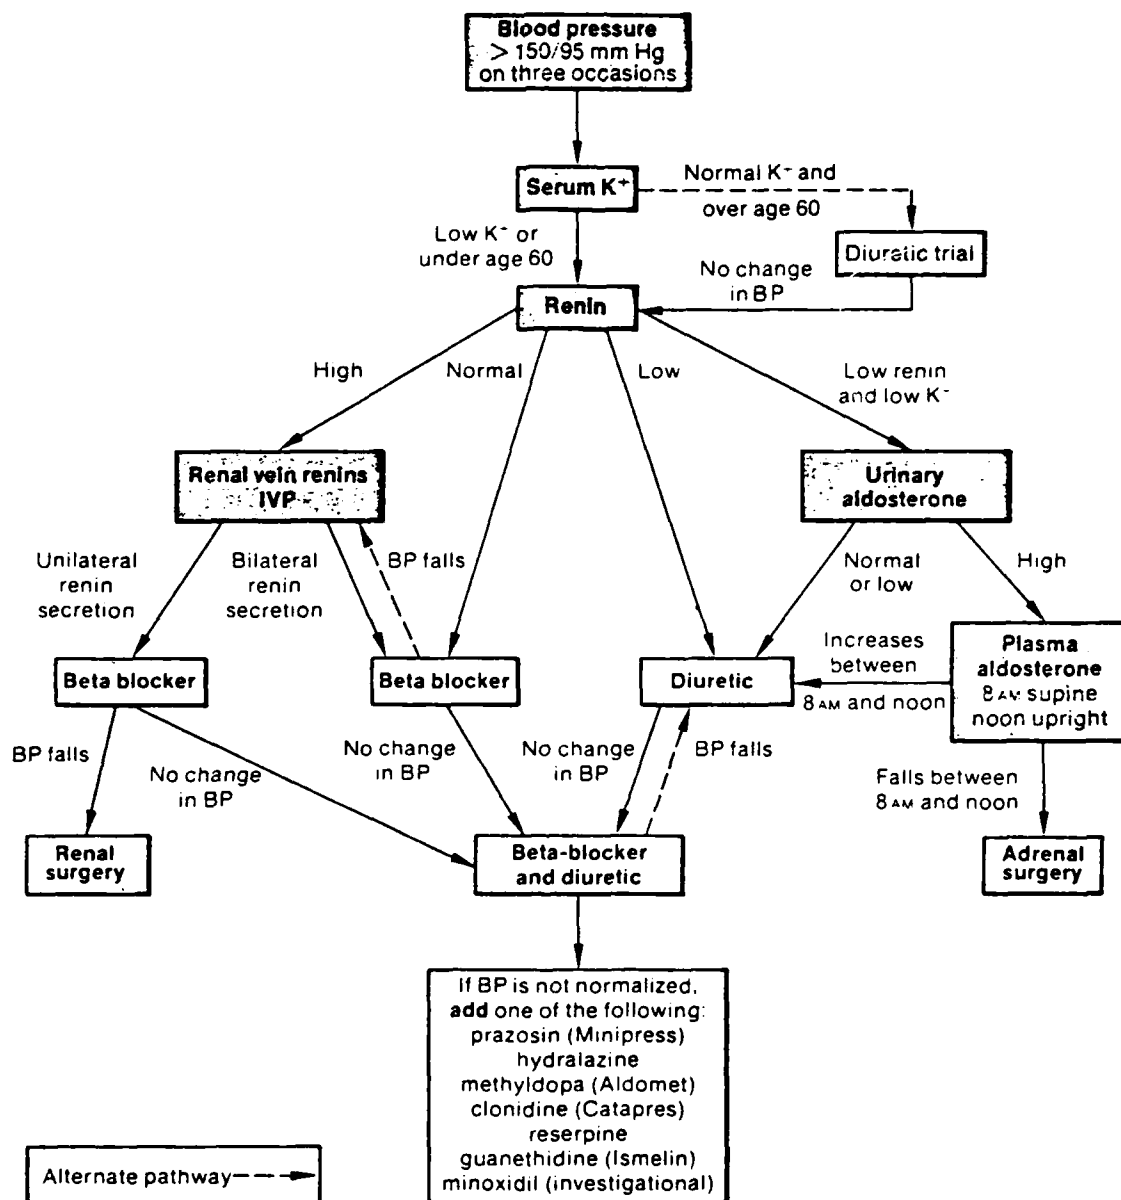 Blood pressure
> 150/95 mm Hg
on three occasions
Serum K⁺
Normal K⁺ and
over age 60
Low K⁺ or
under age 60
Diuretic trial
No change
in BP
Renin
High
Normal
Low
Low renin
and low K⁺
Renal vein renins
IVP
Urinary
aldosterone
Unilateral
renin
secretion
Bilateral
renin
secretion
BP falls
Normal
or low
High
Increases
between
8 AM and noon
Plasma
aldosterone
8 AM supine
noon upright
Beta blocker
Beta blocker
Diuretic
BP falls
No change
in BP
No change
in BP
No change
in BP
BP falls
Falls between
8 AM and noon
Renal
surgery
Beta-blocker
and diuretic
Adrenal
surgery
If BP is not normalized,
add one of the following:
prazosin (Minipress)
hydralazine
methyldopa (Aldomet)
clonidine (Catapres)
reserpine
guanethidine (Ismelin)
minoxidil (investigational)
Alternate pathway